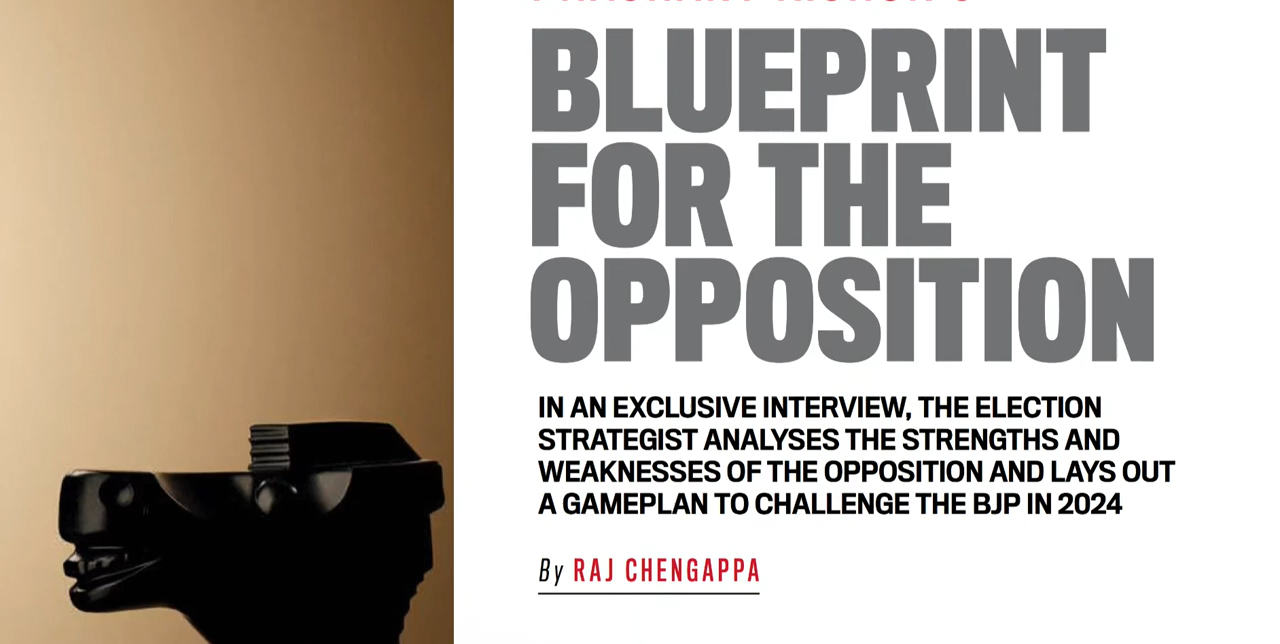 BLUEPRINT
FOR THE
OPPOSITION
IN AN EXCLUSIVE INTERVIEW, THE ELECTION
STRATEGIST ANALYSES THE STRENGTHS AND
WEAKNESSES OF THE OPPOSITION AND LAYS OUT
A GAMEPLAN TO CHALLENGE THE BJP IN 2024
By RAJ CHENGAPPA